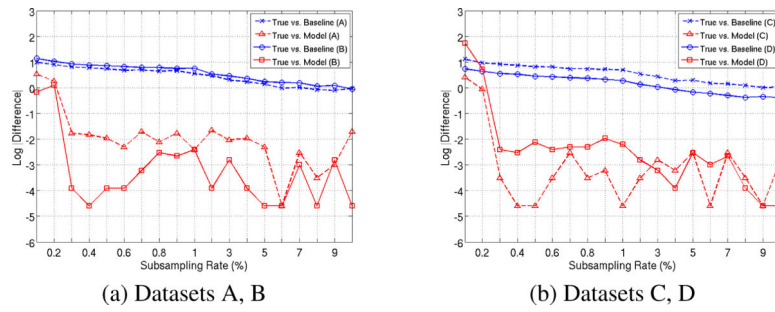 3
2
1
0
-1
-2
-3
-4
-5
-6
Log |Difference|
True vs. Baseline (A)
True vs. Model (A)
True vs. Baseline (B)
True vs. Model (B)
0.2 0.4 0.6 0.8 1 3 5 7 9
Subsampling Rate (%)
(a) Datasets A, B
3
2
1
0
-1
-2
-3
-4
-5
-6
Log |Difference|
True vs. Baseline (C)
True vs. Model (C)
True vs. Baseline (D)
True vs. Model (D)
0.2 0.4 0.6 0.8 1 3 5 7 9
Subsampling Rate (%)
(b) Datasets C, D